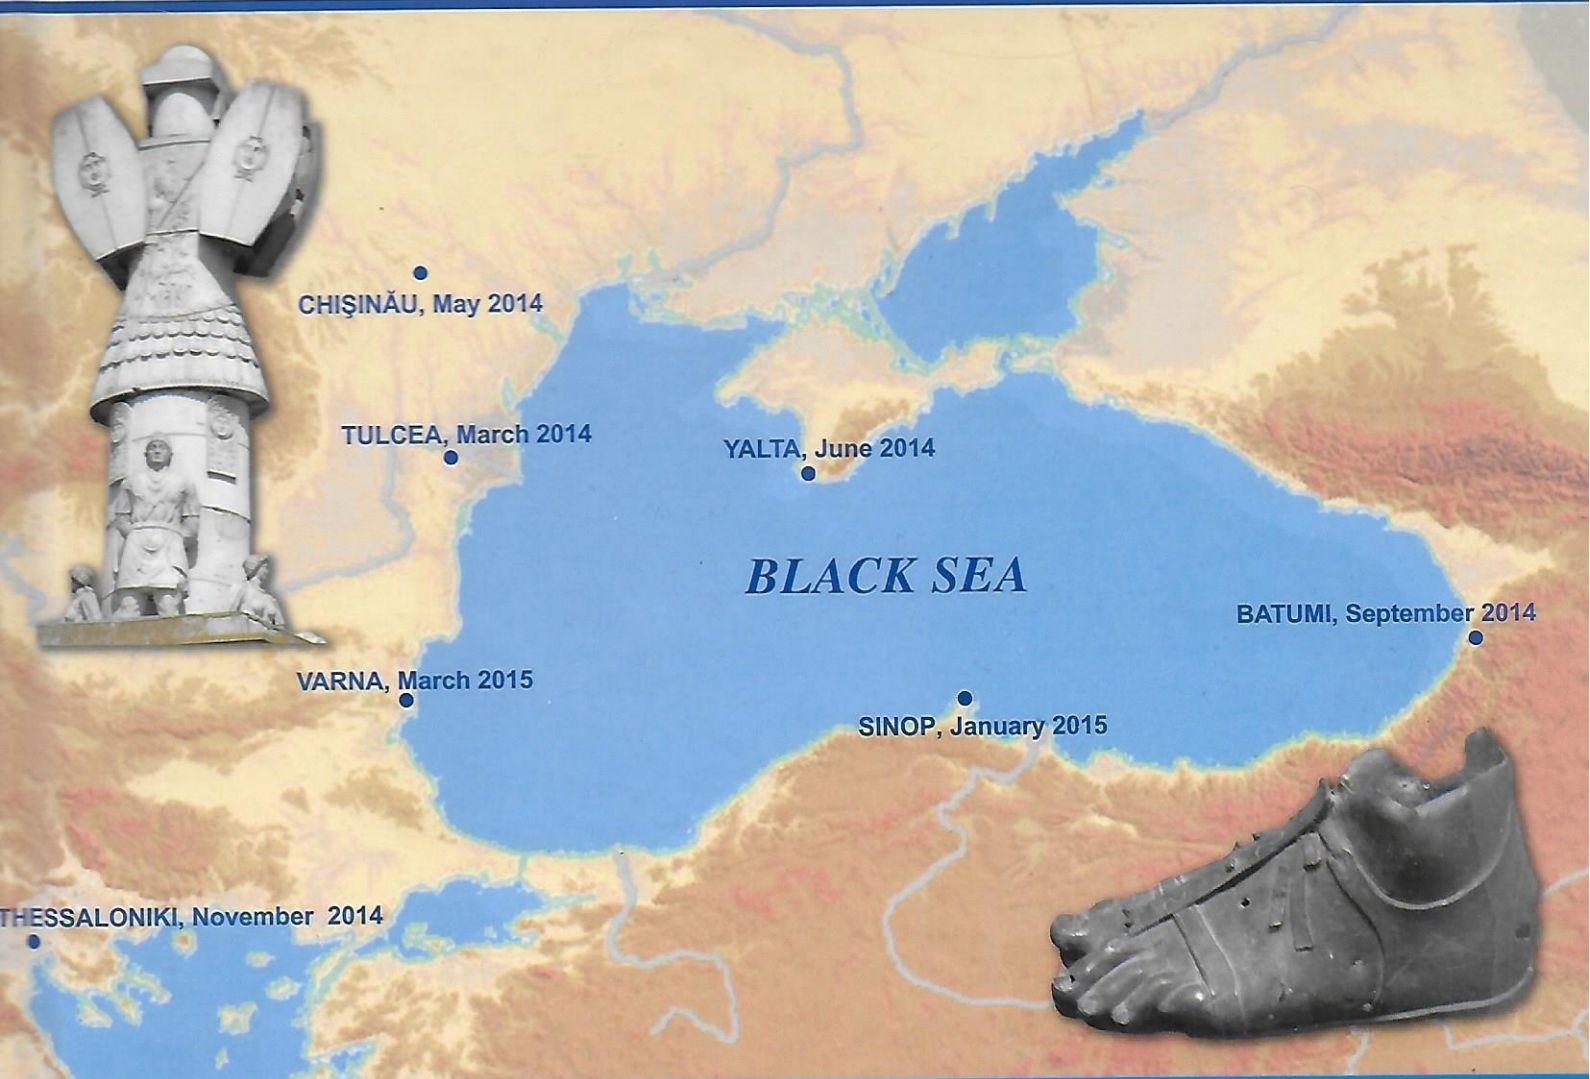 CHIŞINĂU, May 2014
TULCEA, March 2014
YALTA, June 2014
BLACK SEA
BATUMI, September 2014
VARNA, March 2015
SINOP, January 2015
THESSALONIKI, November 2014